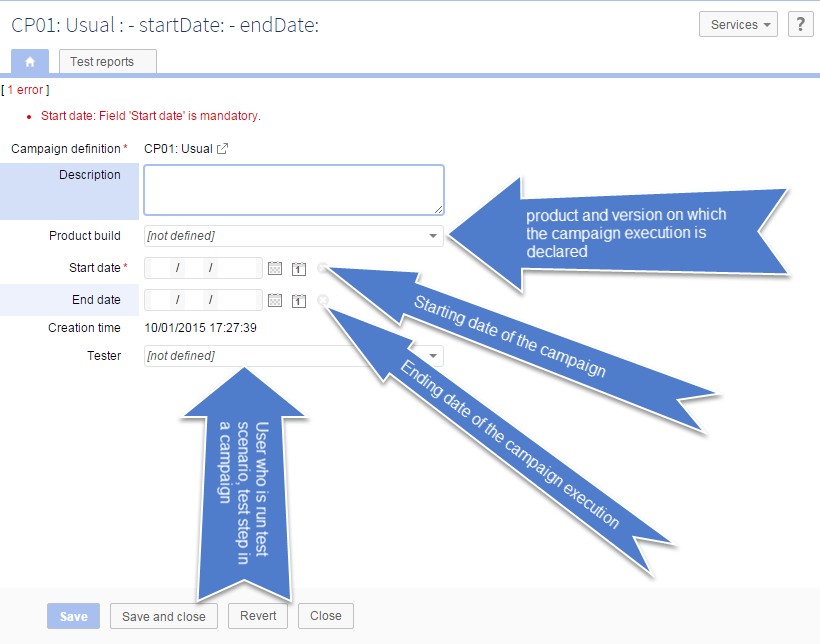 CP01: Usual : - startDate: - endDate:
Services
?
Test reports
[ 1 error ]
Start date: Field 'Start date' is mandatory.
Campaign definition * CP01: Usual
Description
Product build [not defined]
product and version on which
the campaign execution is
declared
Start date * / /
1
Starting date of the campaign
End date / /
1
Ending date of the campaign execution
Creation time 10/01/2015 17:27:39
Tester [not defined]
User who is run test
scenario, test step in
a campaign
Save Save and close Revert Close